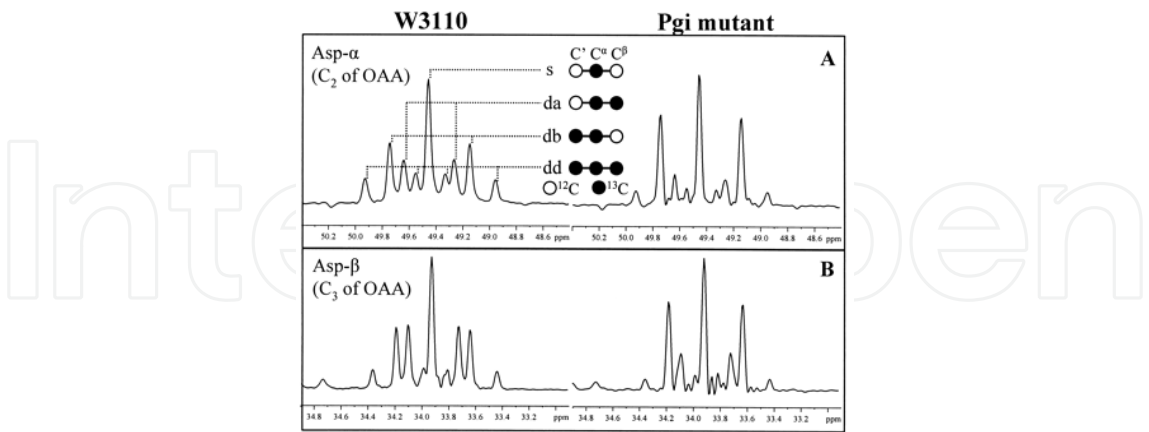 W3110 Pgi mutant
Asp-α
(C₂ of OAA)
C' Cᵅ Cᵝ
A
s
da
db
dd
¹²C ¹³C
50.2 50.0 49.8 49.6 49.4 49.2 49.0 48.8 48.6 ppm 50.2 50.0 49.8 49.6 49.4 49.2 49.0 48.8 48.6 ppm
Asp-β
(C₃ of OAA)
B
34.8 34.6 34.4 34.2 34.0 33.8 33.6 33.4 33.2 ppm 34.8 34.6 34.4 34.2 34.0 33.8 33.6 33.4 33.2 ppm
Inte pen